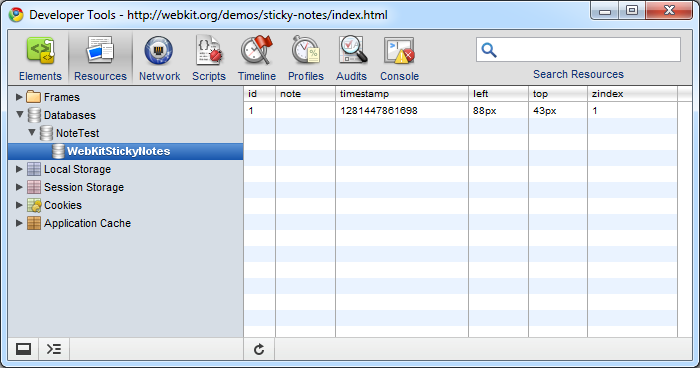 Developer Tools - http://webkit.org/demos/sticky-notes/index.html
Elements Resources Network Scripts Timeline Profiles Audits Console
Search Resources
Frames
Databases
NoteTest
WebKitStickyNotes
Local Storage
Session Storage
Cookies
Application Cache
id note timestamp left top zindex
1 1281447861698 88px 43px 1